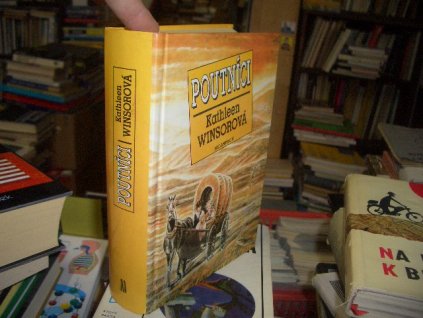 POUTNÍCI
Kathleen
WINSOROVÁ
POUTNÍCI
Kathleen
WINSOROVÁ
NA
K B